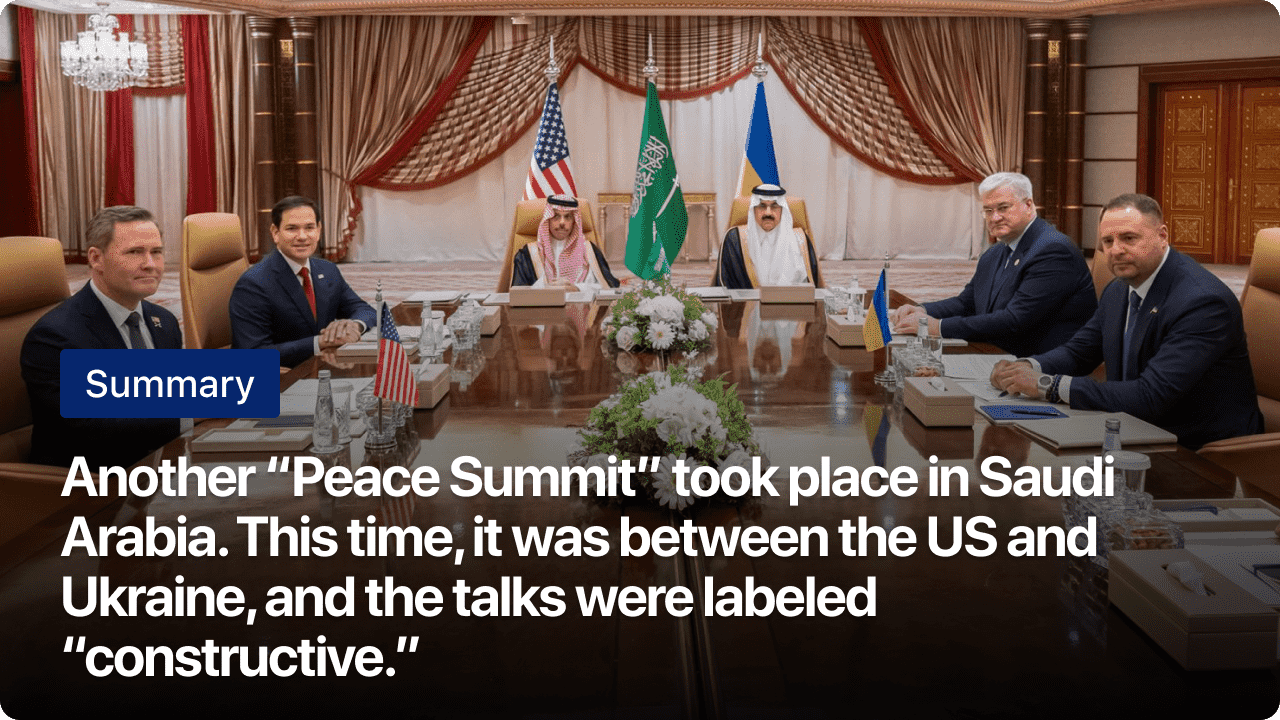 Summary
Another “Peace Summit” took place in Saudi
Arabia. This time, it was between the US and
Ukraine, and the talks were labeled
“constructive.”